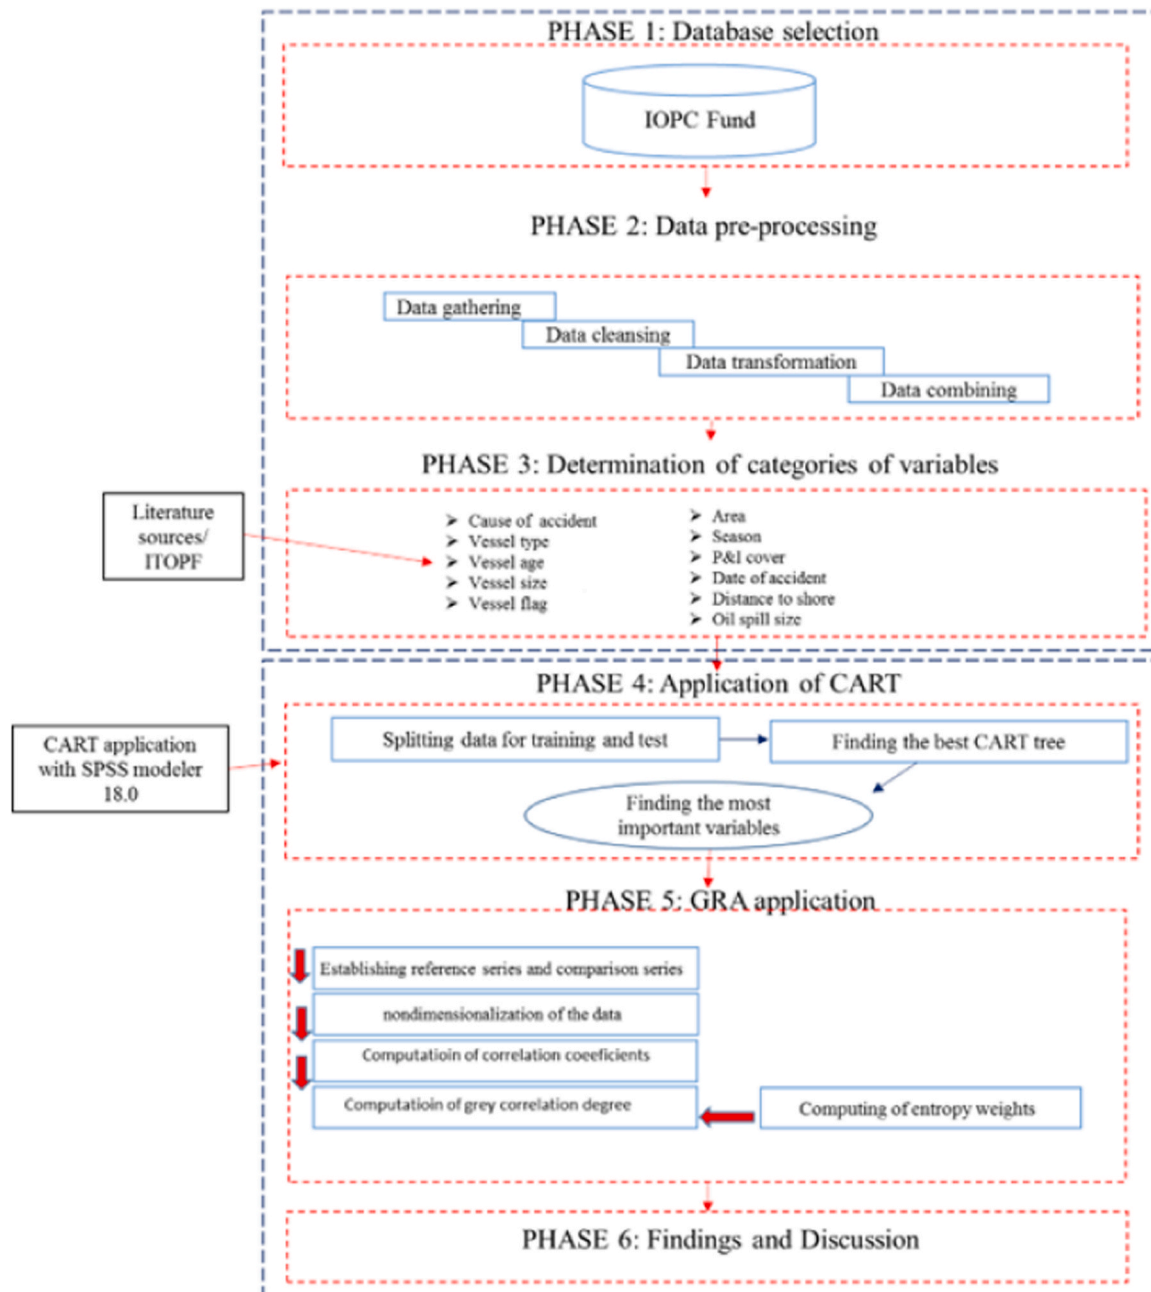 PHASE 1: Database selection
IOPC Fund
PHASE 2: Data pre-processing
Data gathering
Data cleansing
Data transformation
Data combining
PHASE 3: Determination of categories of variables
Literature
sources/
ITOPF
➢ Cause of accident
➢ Vessel type
➢ Vessel age
➢ Vessel size
➢ Vessel flag
➢ Area
➢ Season
➢ P&I cover
➢ Date of accident
➢ Distance to shore
➢ Oil spill size
PHASE 4: Application of CART
CART application
with SPSS modeler
18.0
Splitting data for training and test
Finding the best CART tree
Finding the most
important variables
PHASE 5: GRA application
Establishing reference series and comparison series
nondimensionalization of the data
Computatioin of correlation coeeficients
Computatioin of grey correlation degree
Computing of entropy weights
PHASE 6: Findings and Discussion